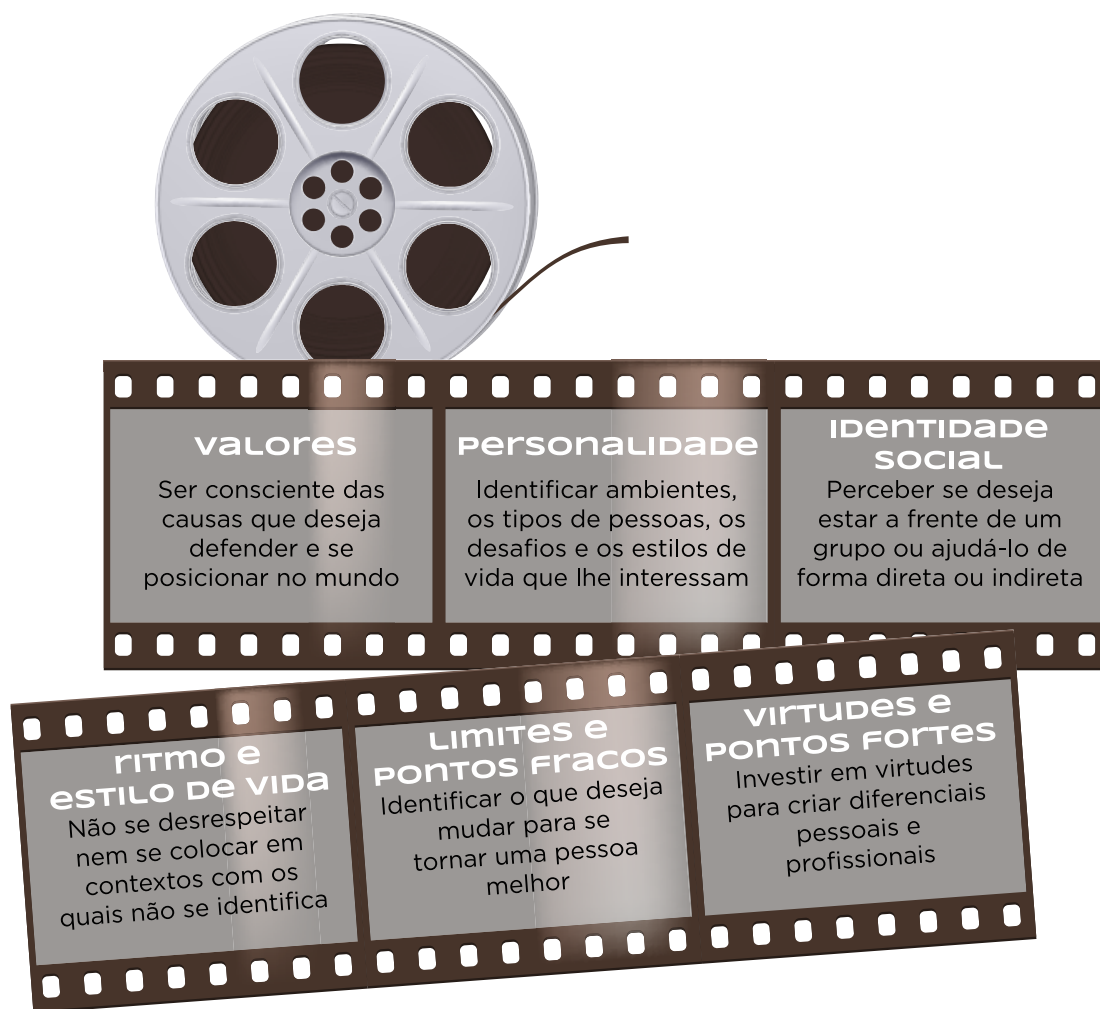 Valores
Ser consciente das
causas que deseja
defender e se
posicionar no mundo
Personalidade
Identificar ambientes,
os tipos de pessoas, os
desafios e os estilos de
vida que lhe interessam
Identidade
social
Perceber se deseja
estar a frente de um
grupo ou ajudá-lo de
forma direta ou indireta
Ritmo e
estilo de vida
Não se desrespeitar
nem se colocar em
contextos com os
quais não se identifica
Limites e
pontos fracos
Identificar o que deseja
mudar para se
tornar uma pessoa
melhor
Virtudes e
pontos fortes
Investir em virtudes
para criar diferenciais
pessoais e
profissionais